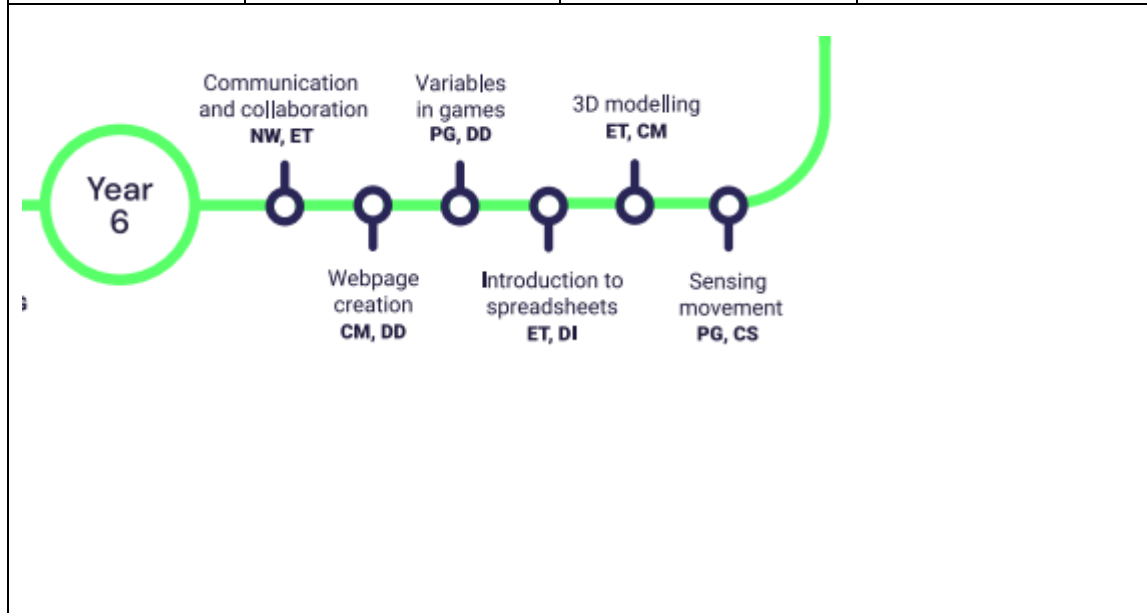 Communication
and collaboration
NW, ET
Variables
in games
PG, DD
3D modelling
ET, CM
Year
6
Webpage
creation
CM, DD
Introduction to
spreadsheets
ET, DI
Sensing
movement
PG, CS